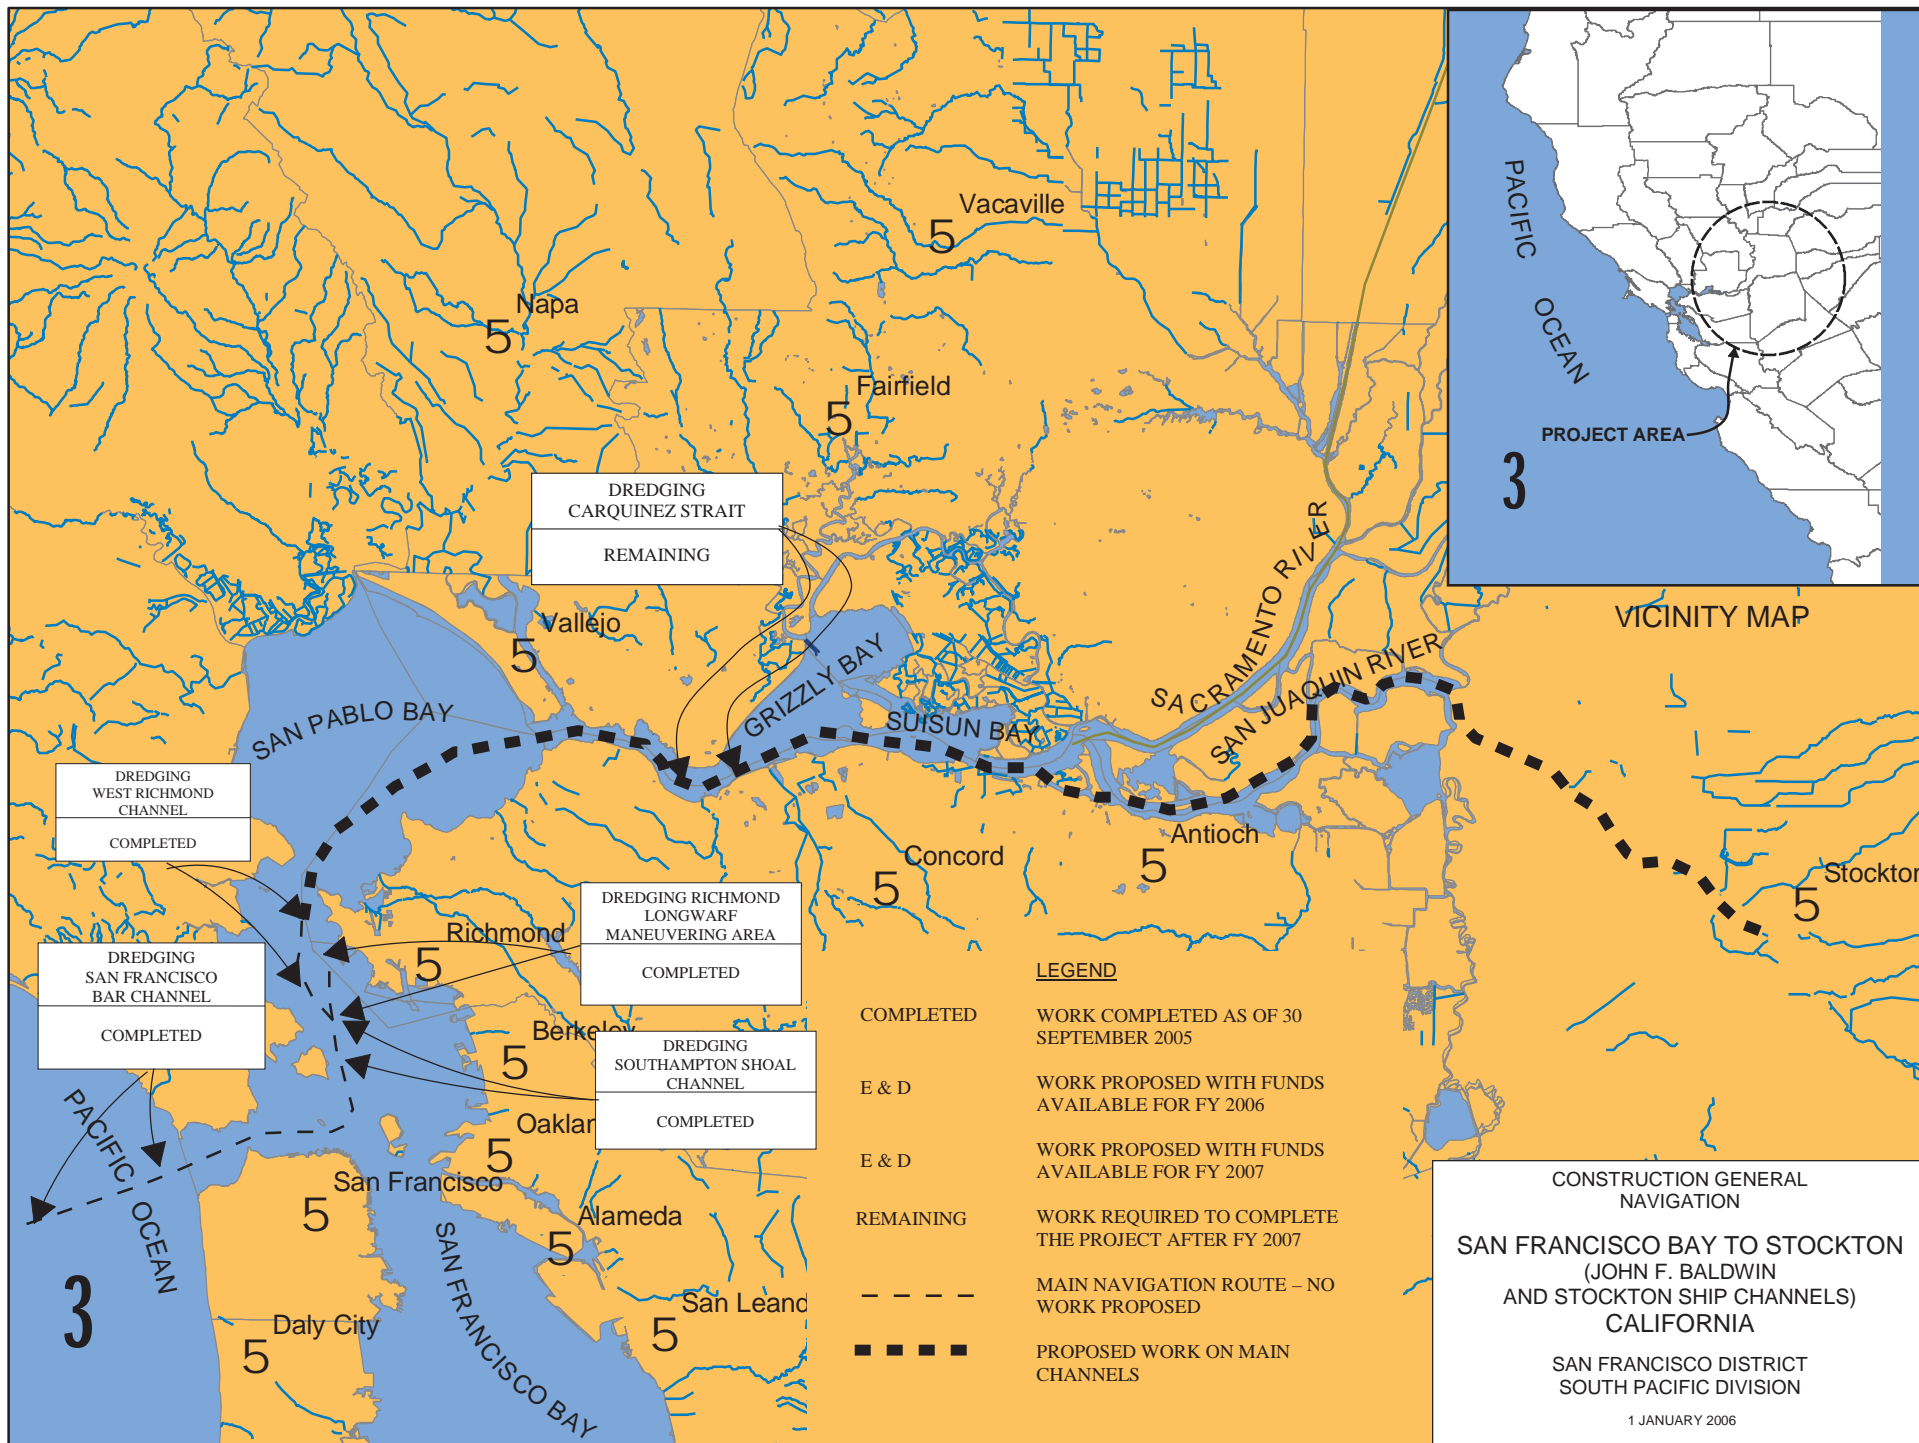 Vacaville
5
Napa
5
Fairfield
5
DREDGING
CARQUINEZ STRAIT
REMAINING
Vallejo
5
SAN PABLO BAY
GRIZZLY BAY
SUISUN BAY
SACRAMENTO RIVER
SAN JUAQUIN RIVER
PACIFIC OCEAN
PROJECT AREA
3
VICINITY MAP
DREDGING
WEST RICHMOND
CHANNEL
COMPLETED
Concord
5
Antioch
5
Stockton
5
DREDGING RICHMOND
LONGWARF
MANEUVERING AREA
COMPLETED
Richmond
5
DREDGING
SAN FRANCISCO
BAR CHANNEL
COMPLETED
Berkeley
5
DREDGING
SOUTHAMPTON SHOAL
CHANNEL
COMPLETED
Oaklan
5
PACIFIC OCEAN
San Francisco
5
Alameda
5
SAN FRANCISCO BAY
San Leand
5
Daly City
5
3
LEGEND
COMPLETED WORK COMPLETED AS OF 30
SEPTEMBER 2005
E & D WORK PROPOSED WITH FUNDS
AVAILABLE FOR FY 2006
E & D WORK PROPOSED WITH FUNDS
AVAILABLE FOR FY 2007
REMAINING WORK REQUIRED TO COMPLETE
THE PROJECT AFTER FY 2007
MAIN NAVIGATION ROUTE – NO
WORK PROPOSED
PROPOSED WORK ON MAIN
CHANNELS
CONSTRUCTION GENERAL
NAVIGATION
SAN FRANCISCO BAY TO STOCKTON
(JOHN F. BALDWIN
AND STOCKTON SHIP CHANNELS)
CALIFORNIA
SAN FRANCISCO DISTRICT
SOUTH PACIFIC DIVISION
1 JANUARY 2006